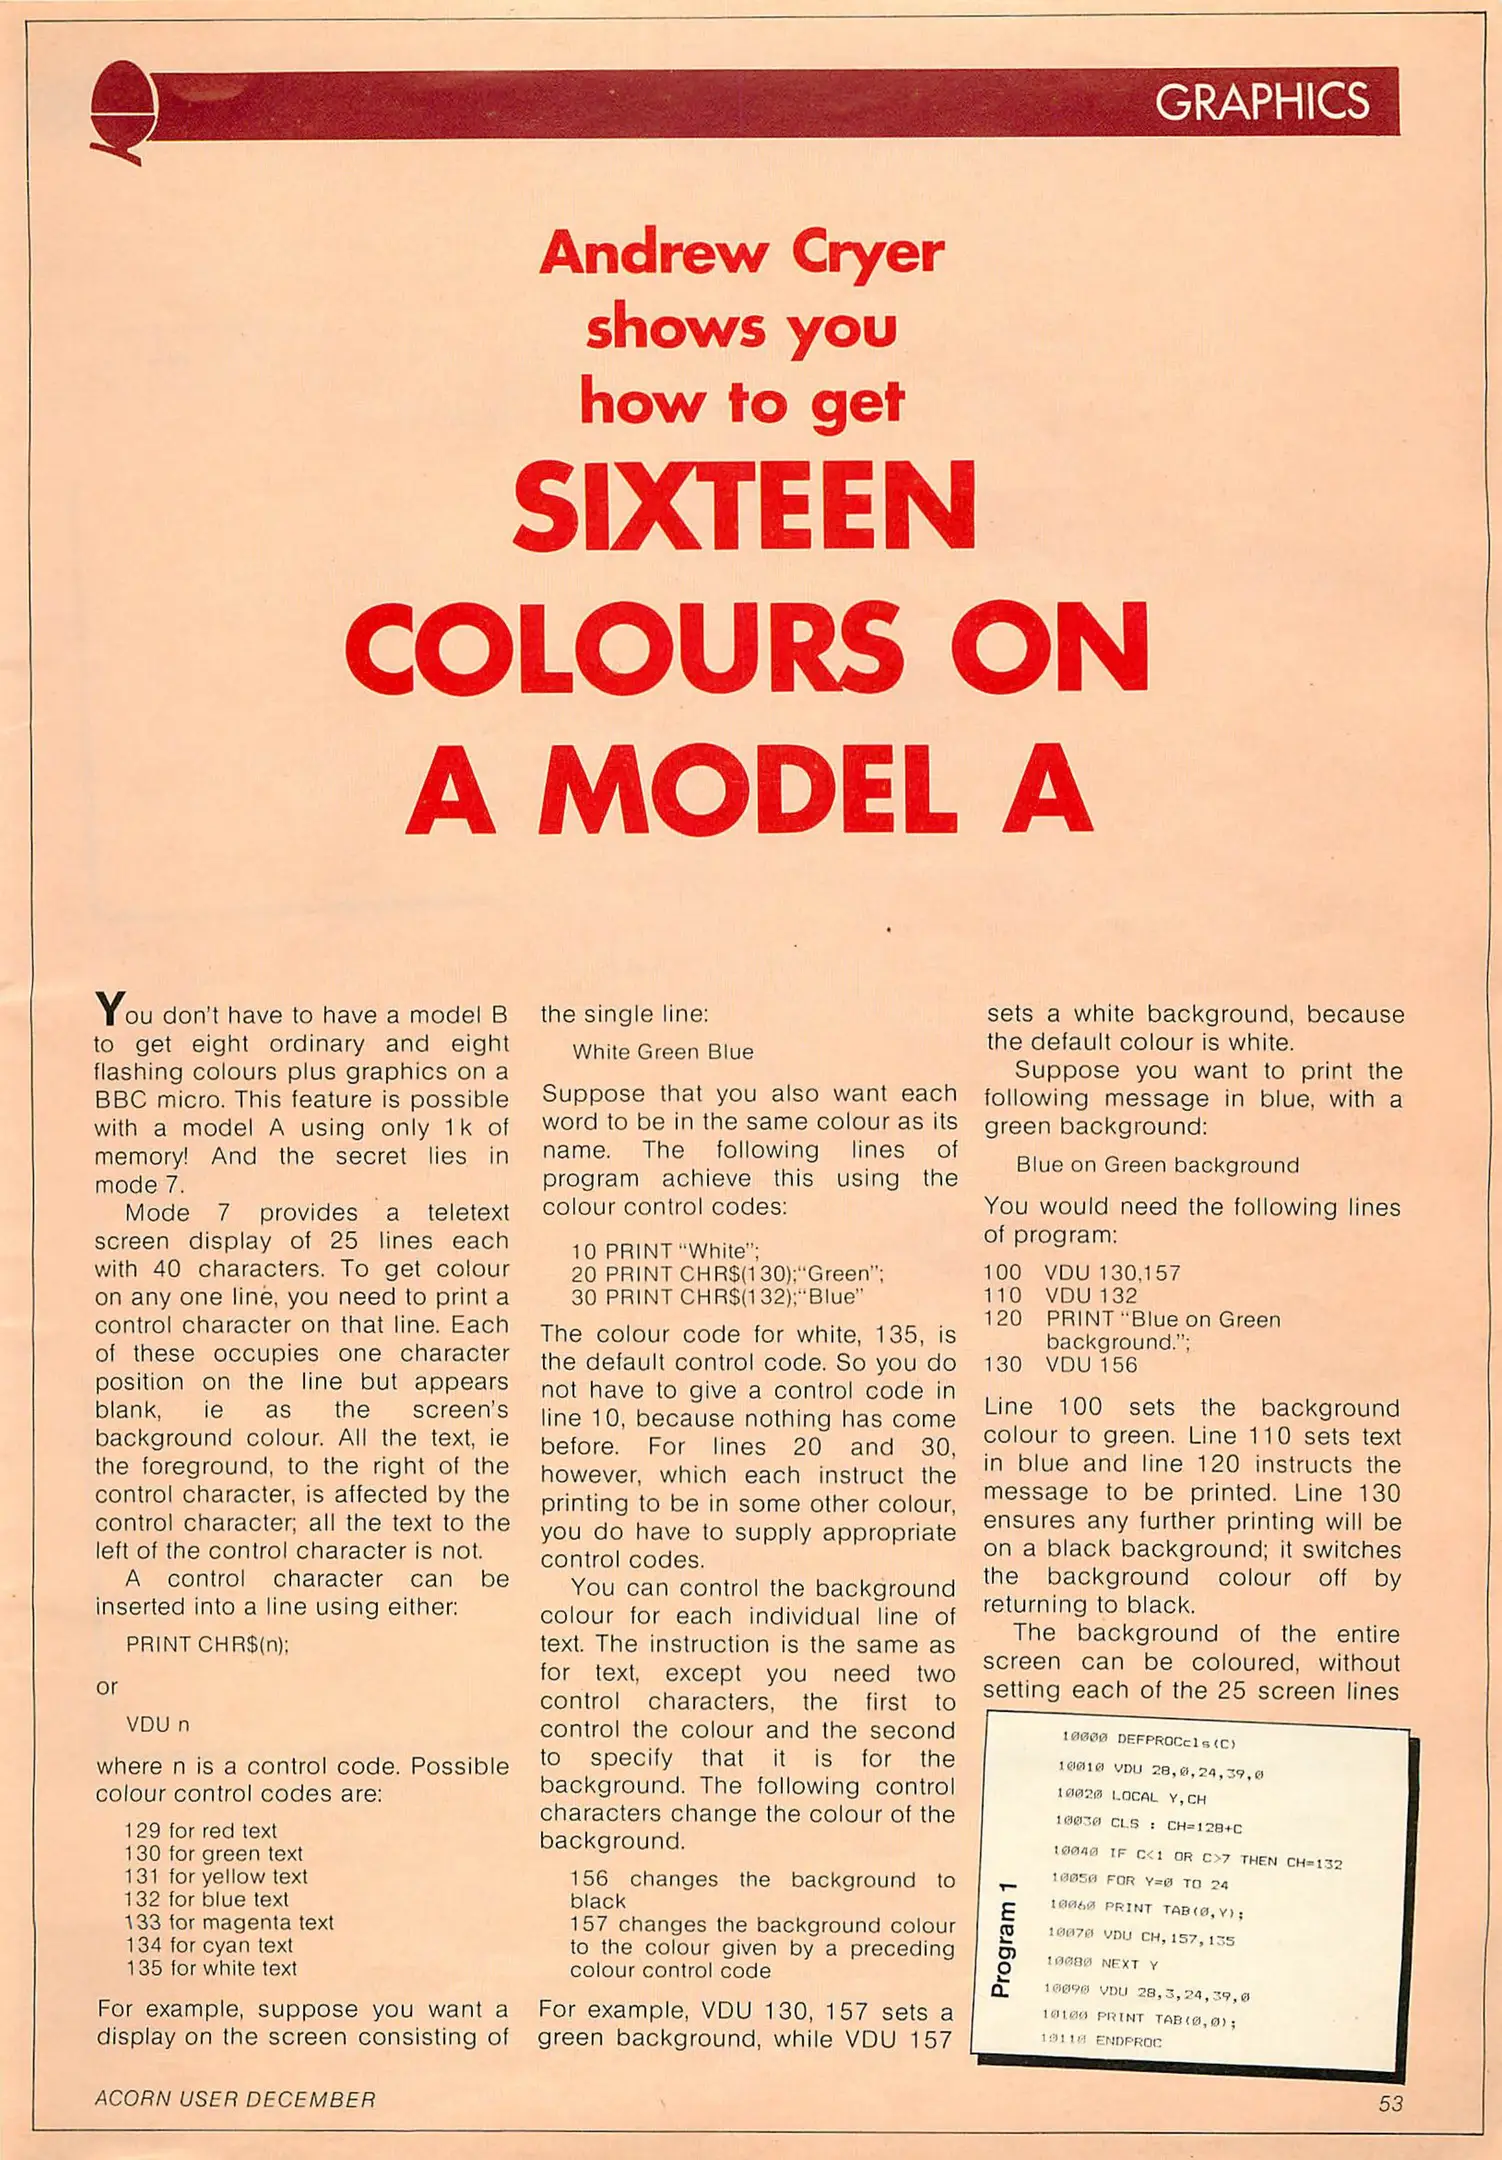 GRAPHICS
Andrew Cryer
shows you
how to get
SIXTEEN
COLOURS ON
A MODEL A
You don't have to have a model B
to get eight ordinary and eight
flashing colours plus graphics on a
BBC micro. This feature is possible
with a model A using only 1k of
memory! And the secret lies in
mode 7.
Mode 7 provides a teletext
screen display of 25 lines each
with 40 characters. To get colour
on any one line, you need to print a
control character on that line. Each
of these occupies one character
position on the line but appears
blank, ie as the screen's
background colour. All the text, ie
the foreground, to the right of the
control character, is affected by the
control character; all the text to the
left of the control character is not.
A control character can be
inserted into a line using either:
PRINT CHR$(n);
or
VDU n
where n is a control code. Possible
colour control codes are:
129 for red text
130 for green text
131 for yellow text
132 for blue text
133 for magenta text
134 for cyan text
135 for white text
For example, suppose you want a
display on the screen consisting of
the single line:
White Green Blue
Suppose that you also want each
word to be in the same colour as its
name. The following lines of
program achieve this using the
colour control codes:
10 PRINT "White";
20 PRINT CHR$(130);"Green";
30 PRINT CHR$(132);"Blue"
The colour code for white, 135, is
the default control code. So you do
not have to give a control code in
line 10, because nothing has come
before. For lines 20 and 30,
however, which each instruct the
printing to be in some other colour,
you do have to supply appropriate
control codes.
You can control the background
colour for each individual line of
text. The instruction is the same as
for text, except you need two
control characters, the first to
control the colour and the second
to specify that it is for the
background. The following control
characters change the colour of the
background.
156 changes the background to
black
157 changes the background colour
to the colour given by a preceding
colour control code
For example, VDU 130, 157 sets a
green background, while VDU 157
sets a white background, because
the default colour is white.
Suppose you want to print the
following message in blue, with a
green background:
Blue on Green background
You would need the following lines
of program:
100 VDU 130,157
110 VDU 132
120 PRINT "Blue on Green
background.";
130 VDU 156
Line 100 sets the background
colour to green. Line 110 sets text
in blue and line 120 instructs the
message to be printed. Line 130
ensures any further printing will be
on a black background; it switches
the background colour off by
returning to black.
The background of the entire
screen can be coloured, without
setting each of the 25 screen lines
Program 1
10000 DEFPROCcls(C)
10010 VDU 28,0,24,39,0
10020 LOCAL Y,CH
10030 CLS : CH=128+C
10040 IF C<1 OR C>7 THEN CH=132
10050 FOR Y=0 TO 24
10060 PRINT TAB(0,Y);
10070 VDU CH,157,135
10080 NEXT Y
10090 VDU 28,3,24,39,0
10100 PRINT TAB(0,0);
10110 ENDPROC
ACORN USER DECEMBER
53